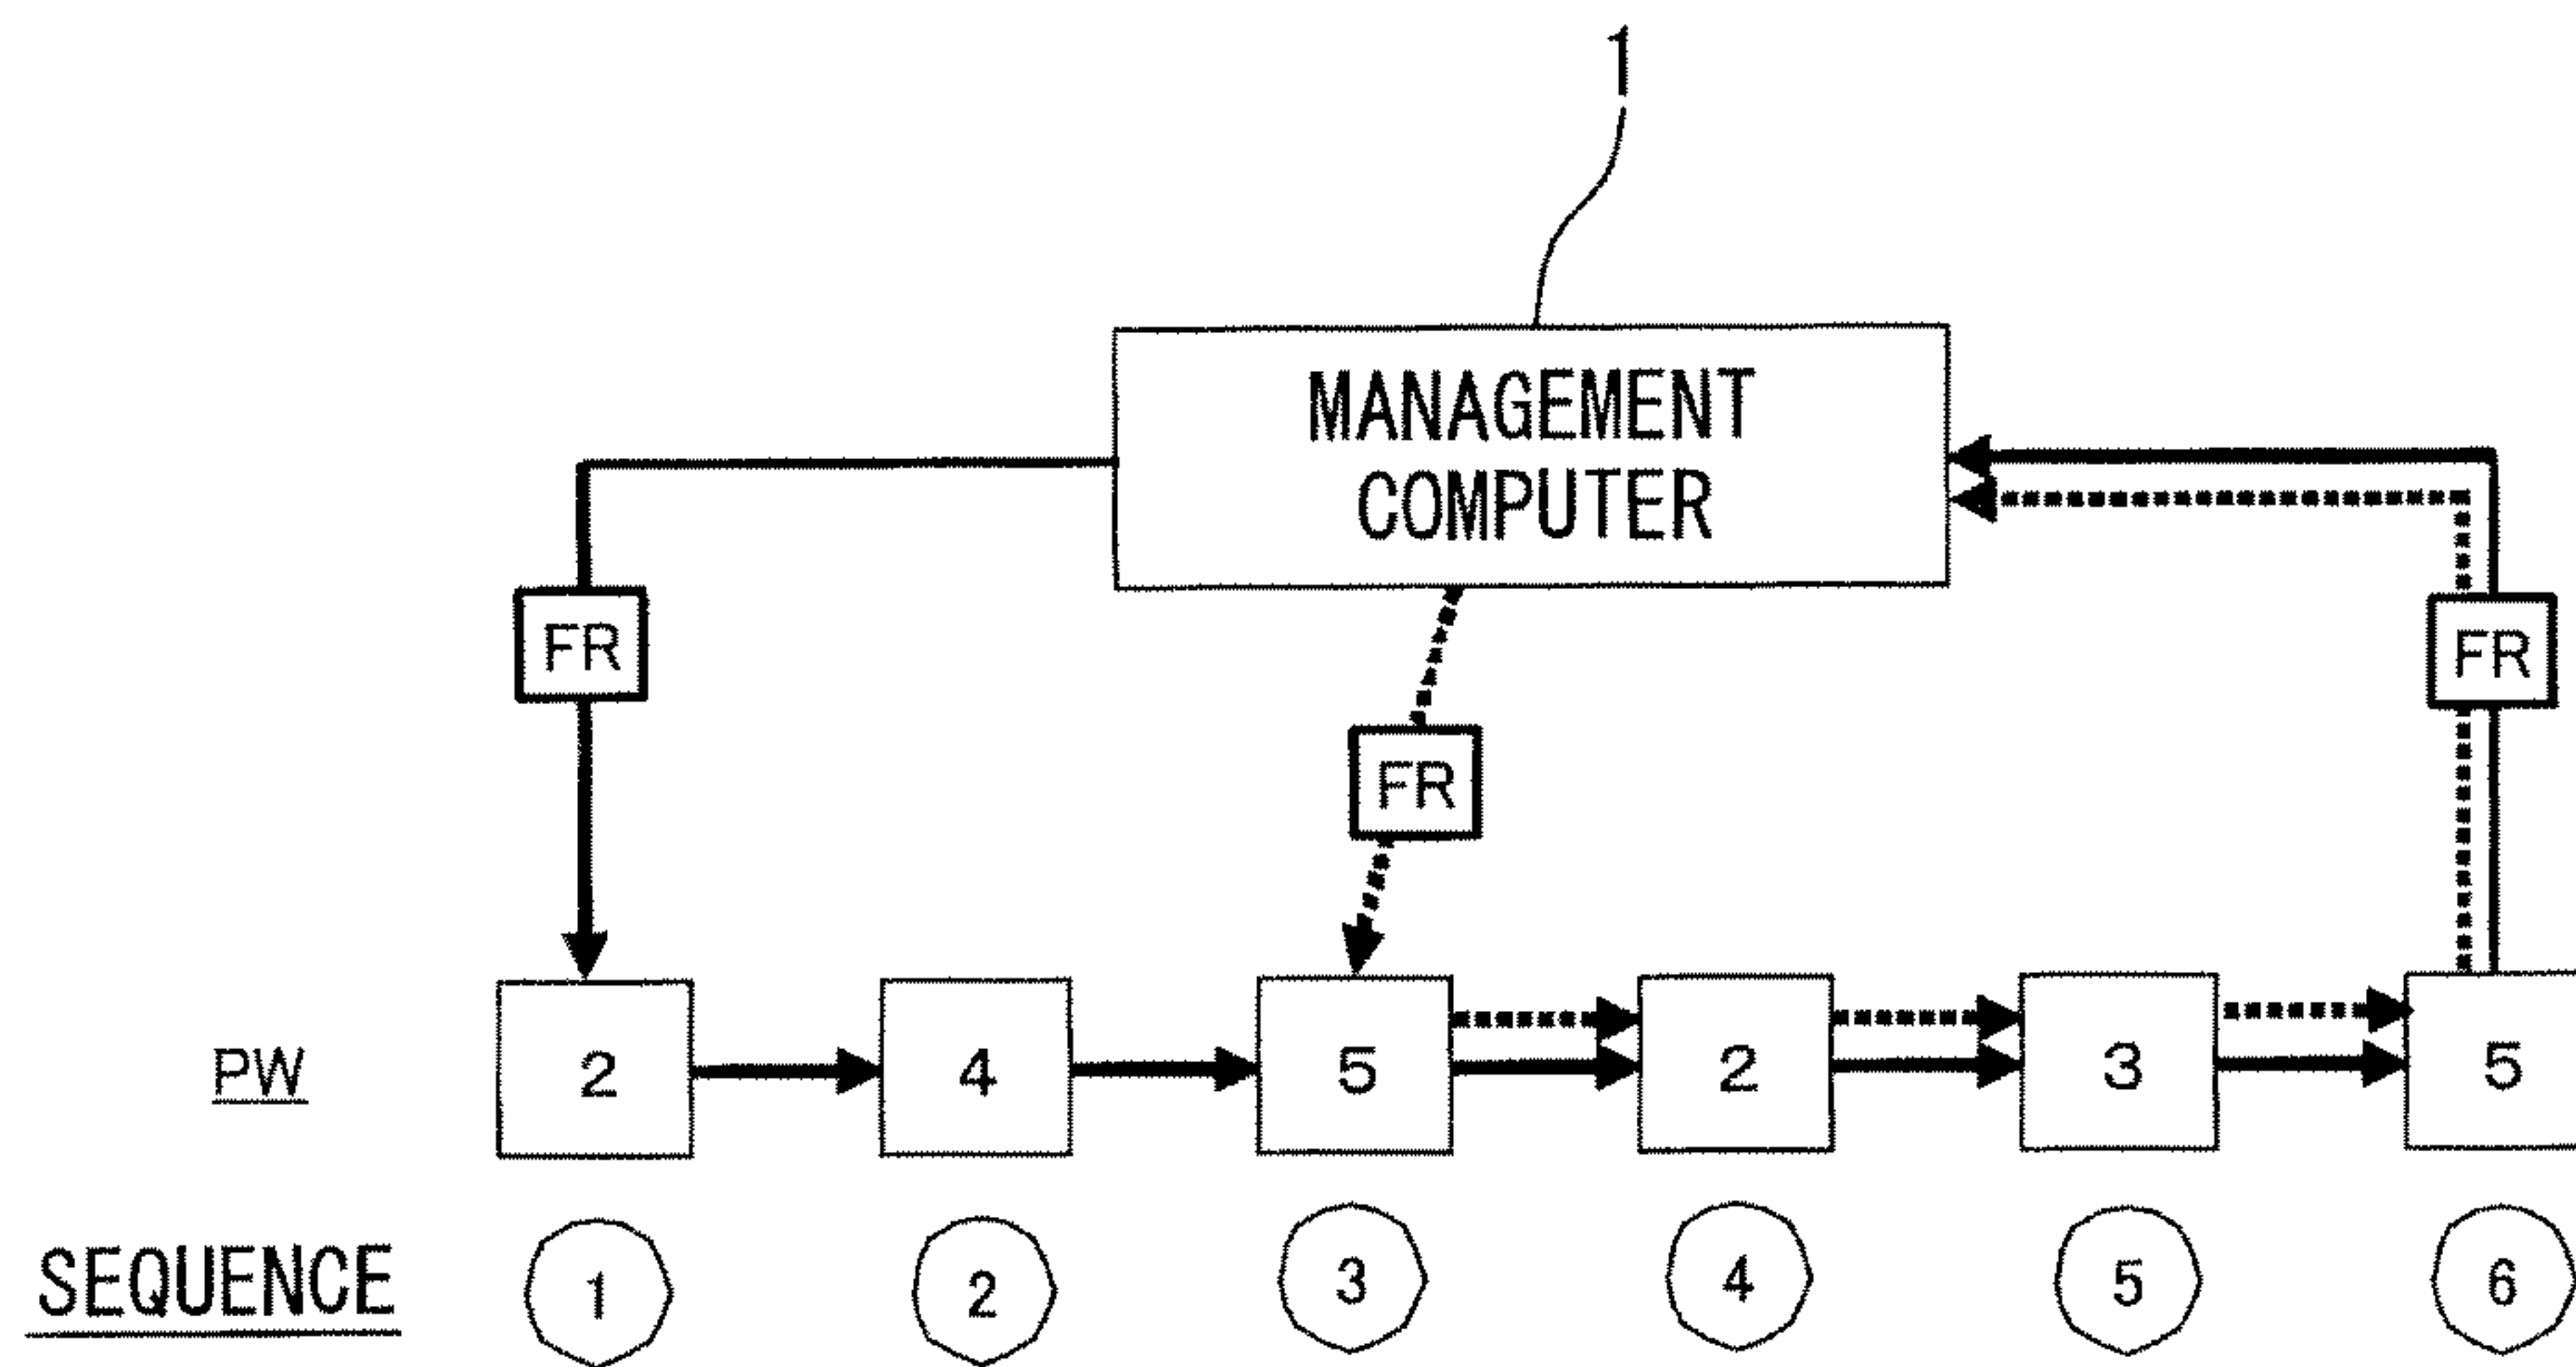 1
MANAGEMENT
COMPUTER
FR
FR
FR
PW 2 4 5 2 3 5
SEQUENCE 1 2 3 4 5 6